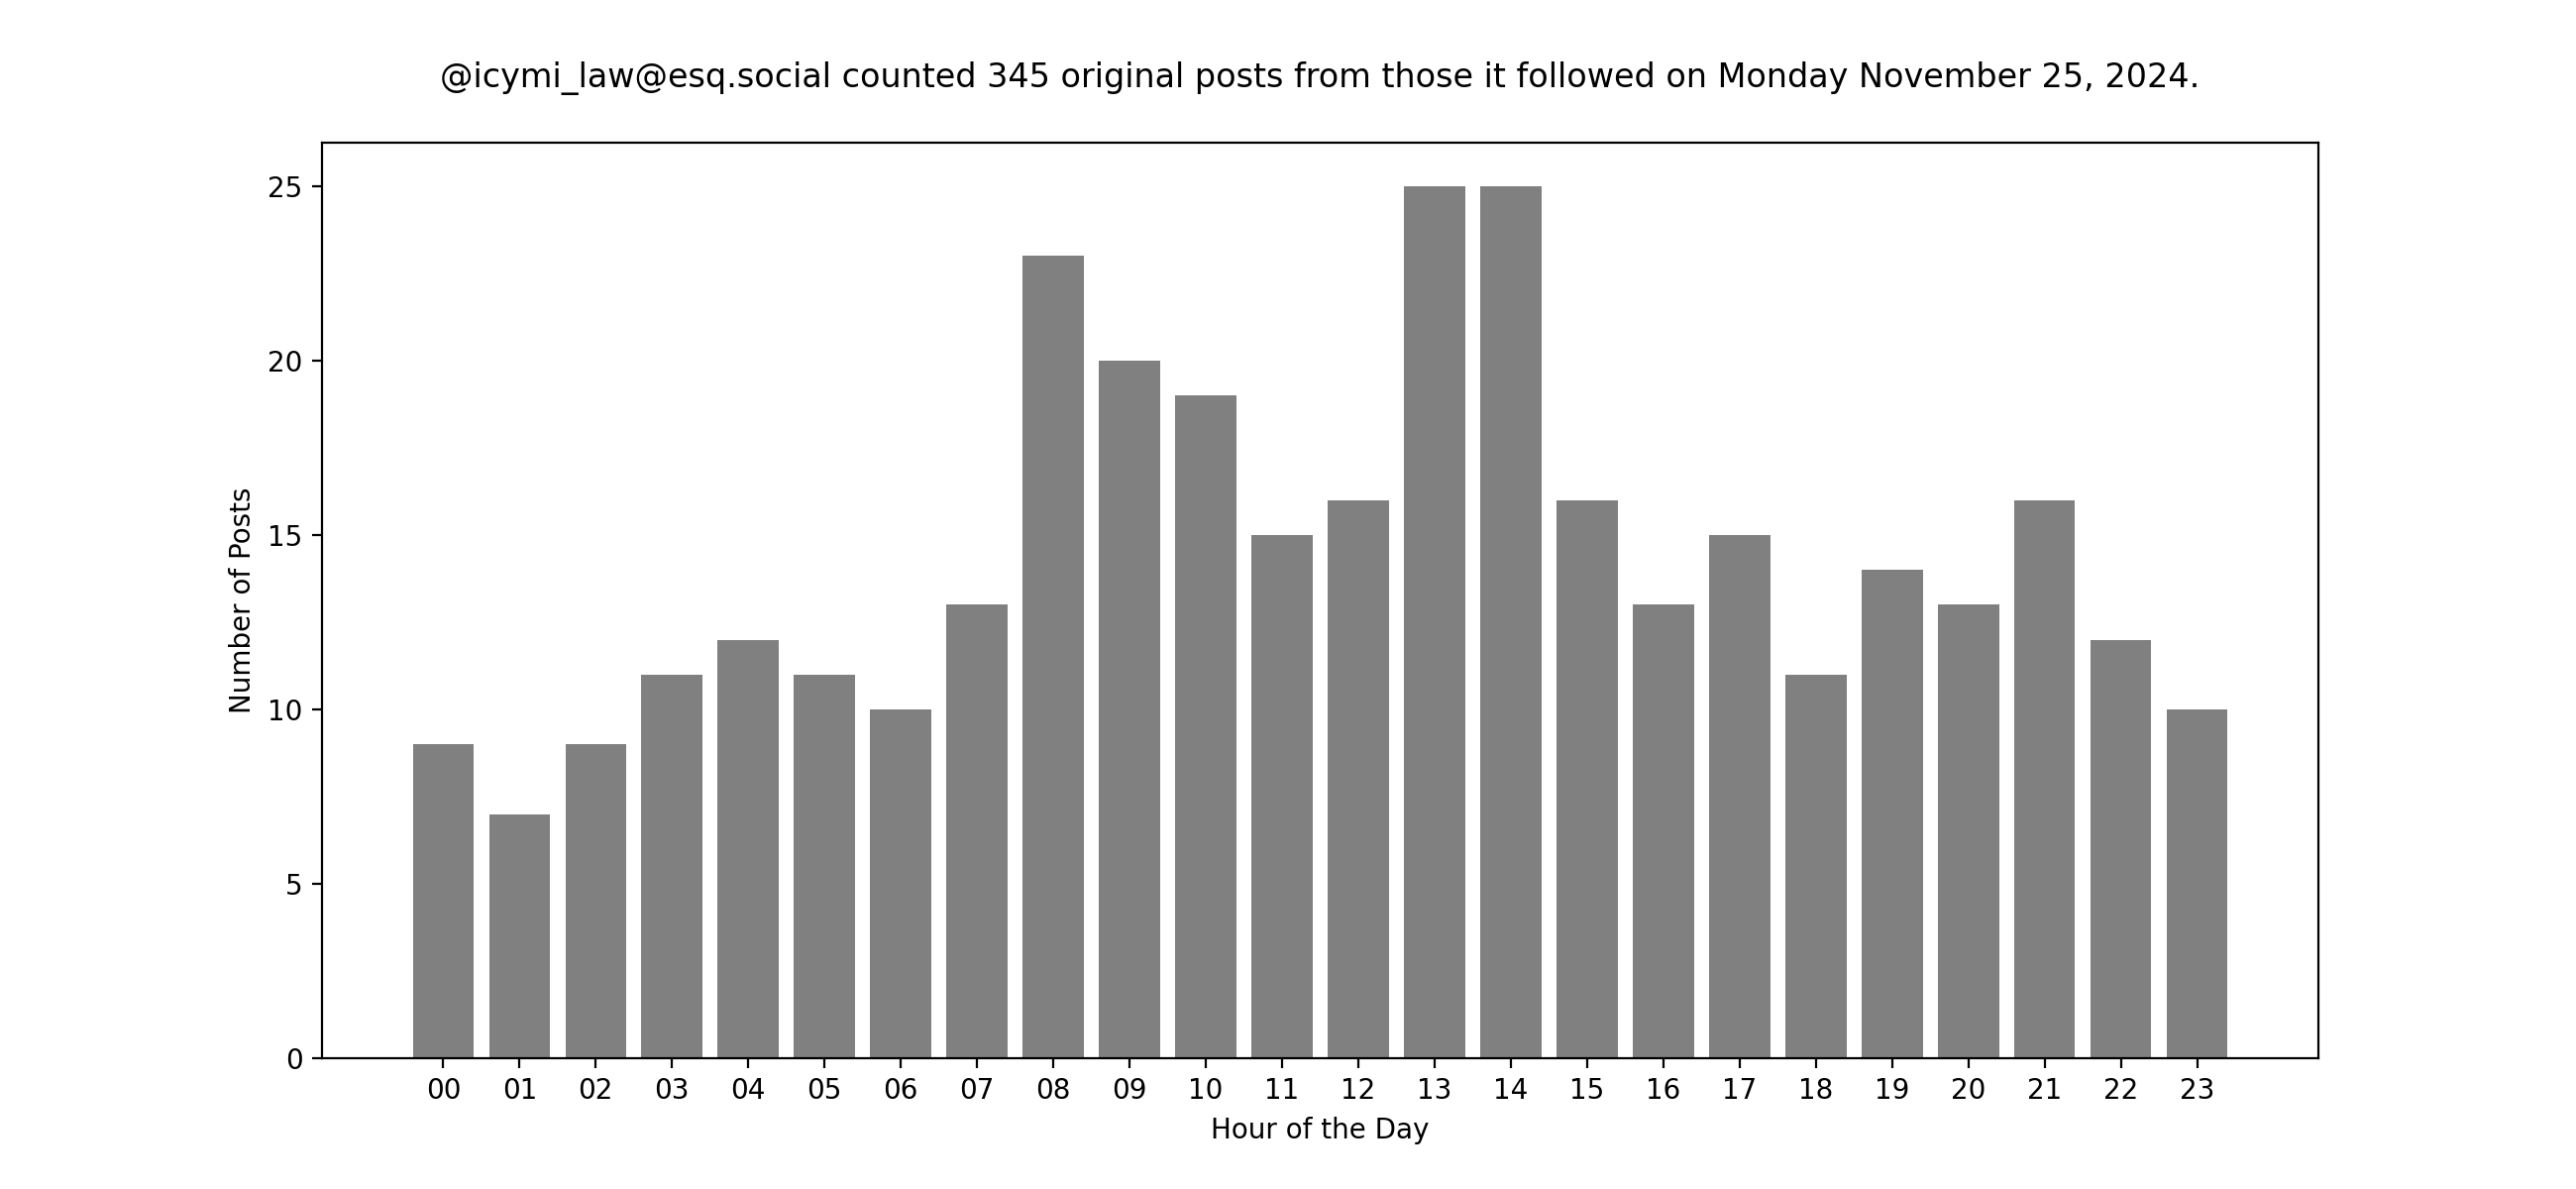 @icymi_law@esq.social counted 345 original posts from those it followed on Monday November 25, 2024.
25
20
15
10
5
0
Number of Posts
00 01 02 03 04 05 06 07 08 09 10 11 12 13 14 15 16 17 18 19 20 21 22 23
Hour of the Day